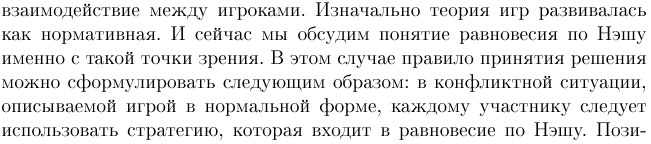 взаимодействие между игроками. Изначально теория игр развивалась
как нормативная. И сейчас мы обсудим понятие равновесия по Нэшу
именно с такой точки зрения. В этом случае правило принятия решения
можно сформулировать следующим образом: в конфликтной ситуации,
описываемой игрой в нормальной форме, каждому участнику следует
использовать стратегию, которая входит в равновесие по Нэшу. Пози-